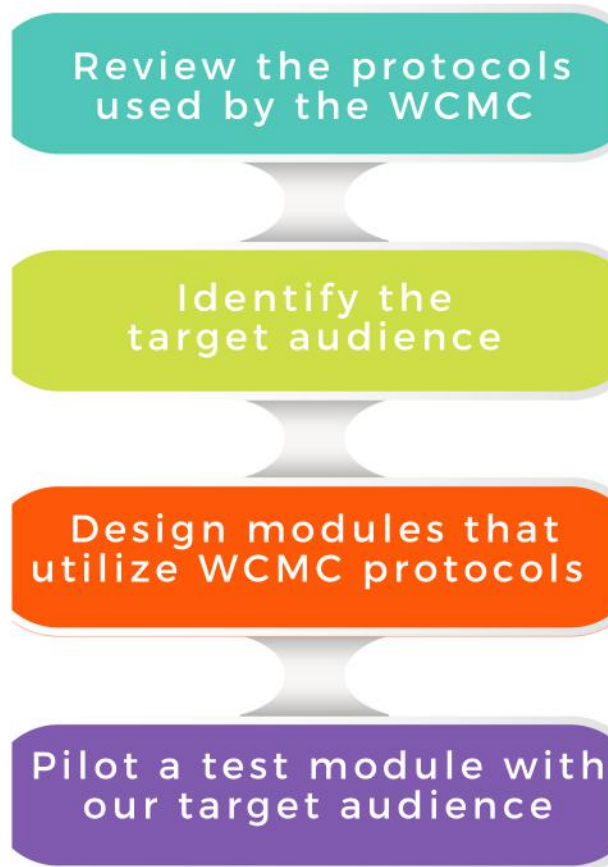 Review the protocols
used by the WCMC
Identify the
target audience
Design modules that
utilize WCMC protocols
Pilot a test module with
our target audience